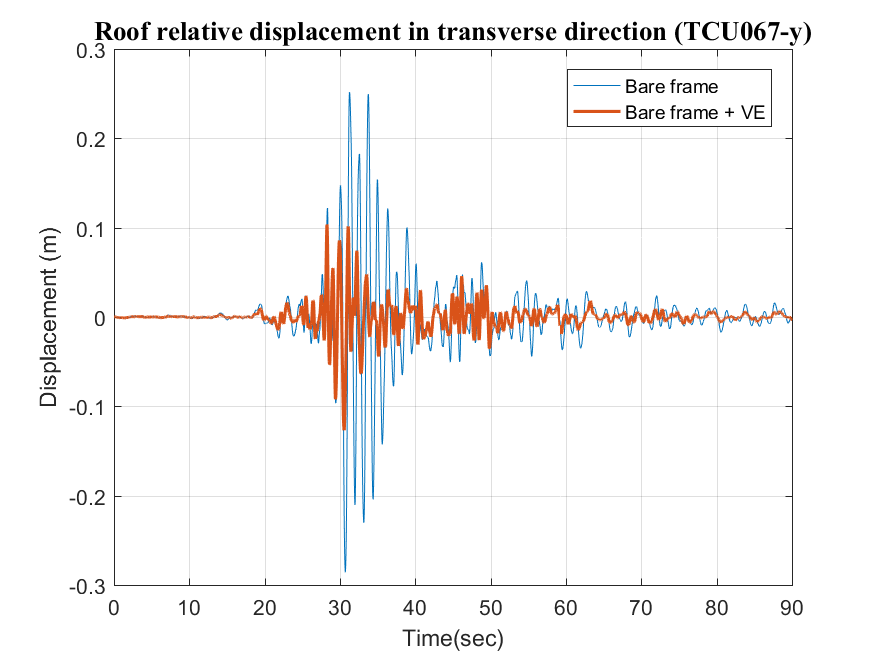 Roof relative displacement in transverse direction (TCU067-y)
Bare frame
Bare frame + VE
Displacement (m)
0.3
0.2
0.1
0
-0.1
-0.2
-0.3
0 10 20 30 40 50 60 70 80 90
Time(sec)